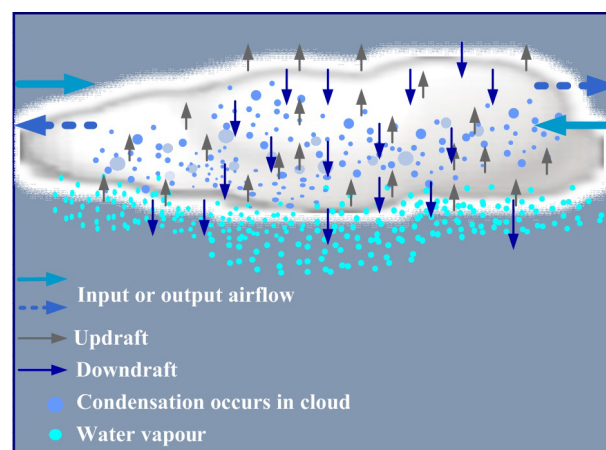 Input or output airflow
Updraft
Downdraft
Condensation occurs in cloud
Water vapour